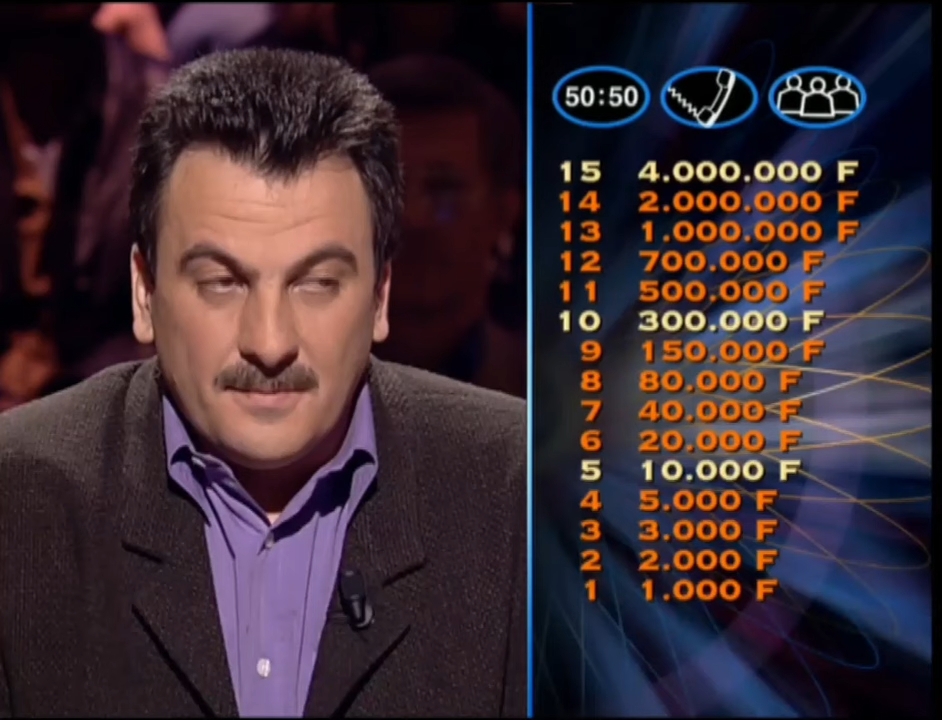 50:50
15 4.000.000 F
14 2.000.000 F
13 1.000.000 F
12 700.000 F
11 500.000 F
10 300.000 F
9 150.000 F
8 80.000 F
7 40.000 F
6 20.000 F
5 10.000 F
4 5.000 F
3 3.000 F
2 2.000 F
1 1.000 F